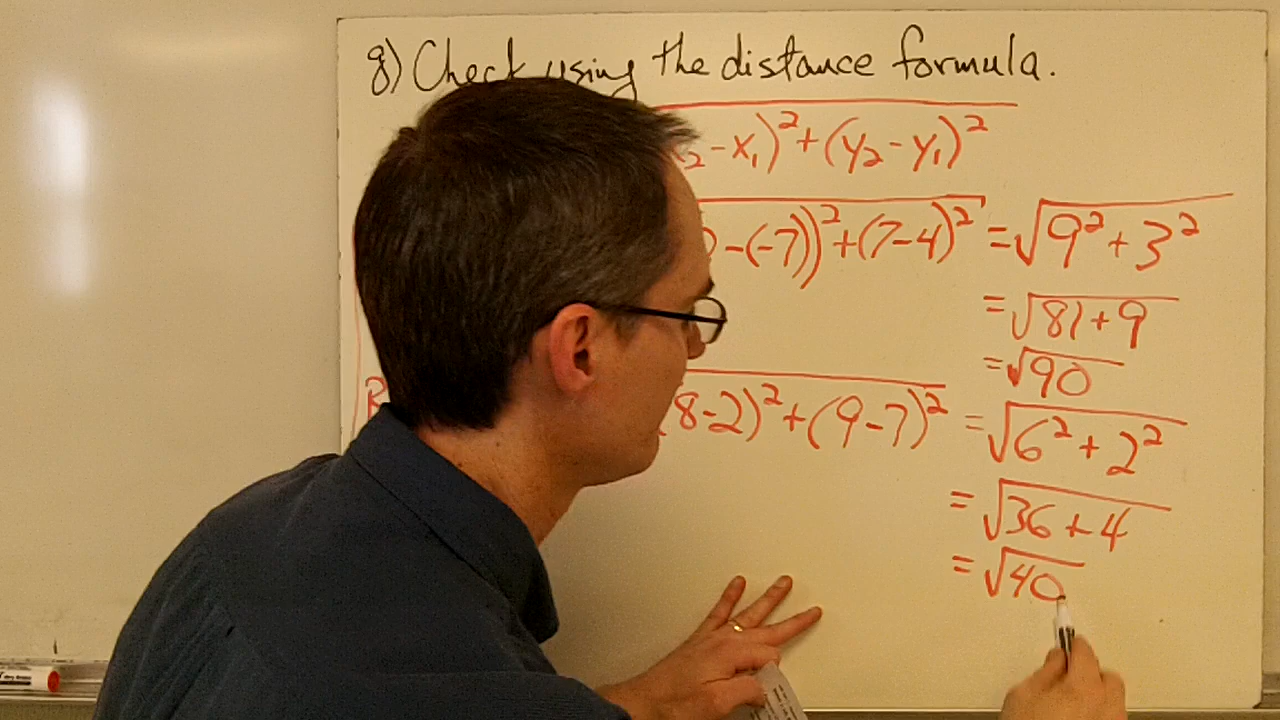 8) Check using the distance formula.
₂-x₁)²+(y₂-y₁)²
-(-7))²+(7-4)² =√9²+3²
=√81+9
=√90
R (8-2)²+(9-7)² =√6²+2²
=√36+4
=√40